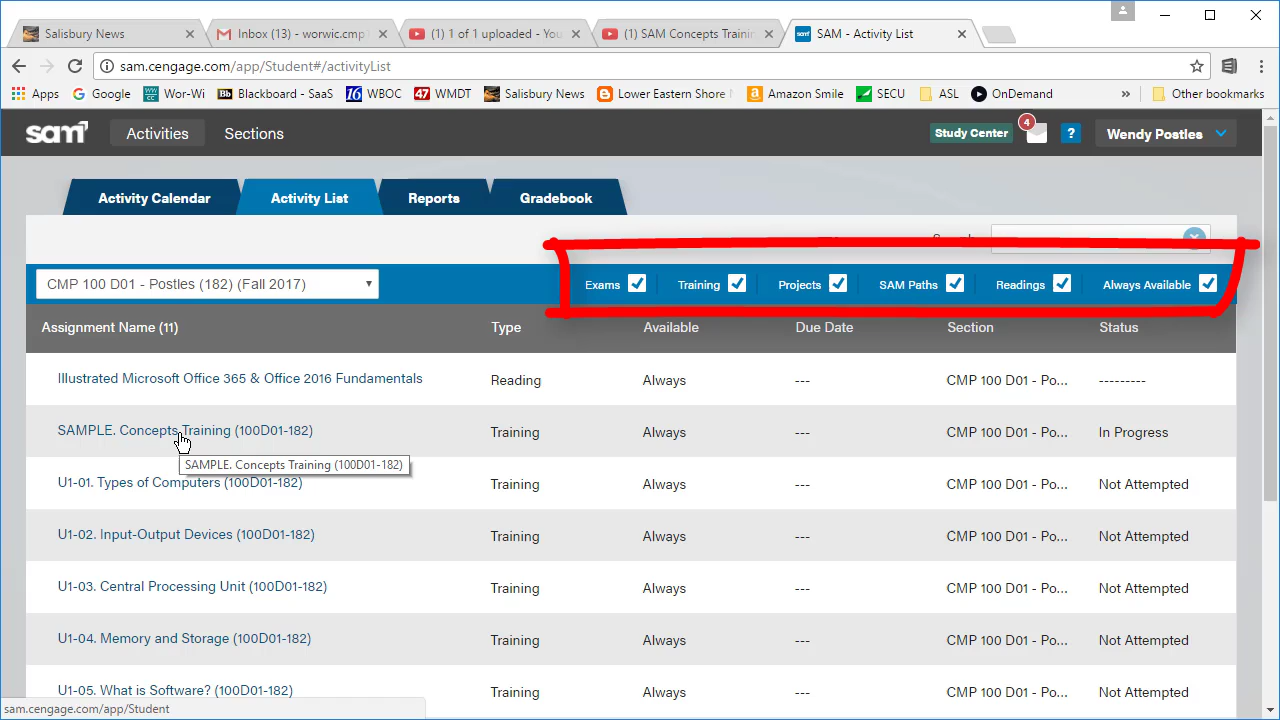 Salisbury News
Inbox (13) - worwic.cmp
(1) 1 of 1 uploaded - You
(1) SAM Concepts Trainin
sam SAM - Activity List
sam.cengage.com/app/Student#/activityList
Apps Google Wor-Wi Bb Blackboard - SaaS 16 WBOC 47 WMDT Salisbury News Lower Eastern Shore Amazon Smile SECU ASL OnDemand » Other bookmarks
sam Activities Sections Study Center 4 ? Wendy Postles
Activity Calendar Activity List Reports Gradebook
CMP 100 D01 - Postles (182) (Fall 2017) Exams Training Projects SAM Paths Readings Always Available
Assignment Name (11) Type Available Due Date Section Status
Illustrated Microsoft Office 365 & Office 2016 Fundamentals Reading Always --- CMP 100 D01 - Po... ---------
SAMPLE. Concepts Training (100D01-182) Training Always --- CMP 100 D01 - Po... In Progress
SAMPLE. Concepts Training (100D01-182)
U1-01. Types of Computers (100D01-182) Training Always --- CMP 100 D01 - Po... Not Attempted
U1-02. Input-Output Devices (100D01-182) Training Always --- CMP 100 D01 - Po... Not Attempted
U1-03. Central Processing Unit (100D01-182) Training Always --- CMP 100 D01 - Po... Not Attempted
U1-04. Memory and Storage (100D01-182) Training Always --- CMP 100 D01 - Po... Not Attempted
U1-05. What is Software? (100D01-182) Training Always --- CMP 100 D01 - Po... Not Attempted
sam.cengage.com/app/Student